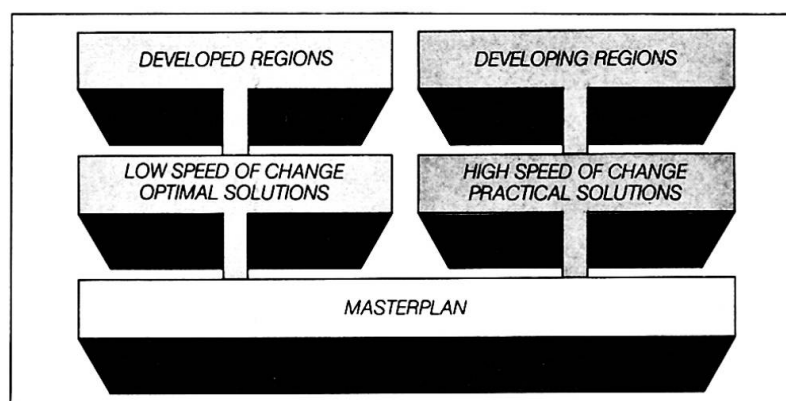 DEVELOPED REGIONS
DEVELOPING REGIONS
LOW SPEED OF CHANGE
OPTIMAL SOLUTIONS
HIGH SPEED OF CHANGE
PRACTICAL SOLUTIONS
MASTERPLAN